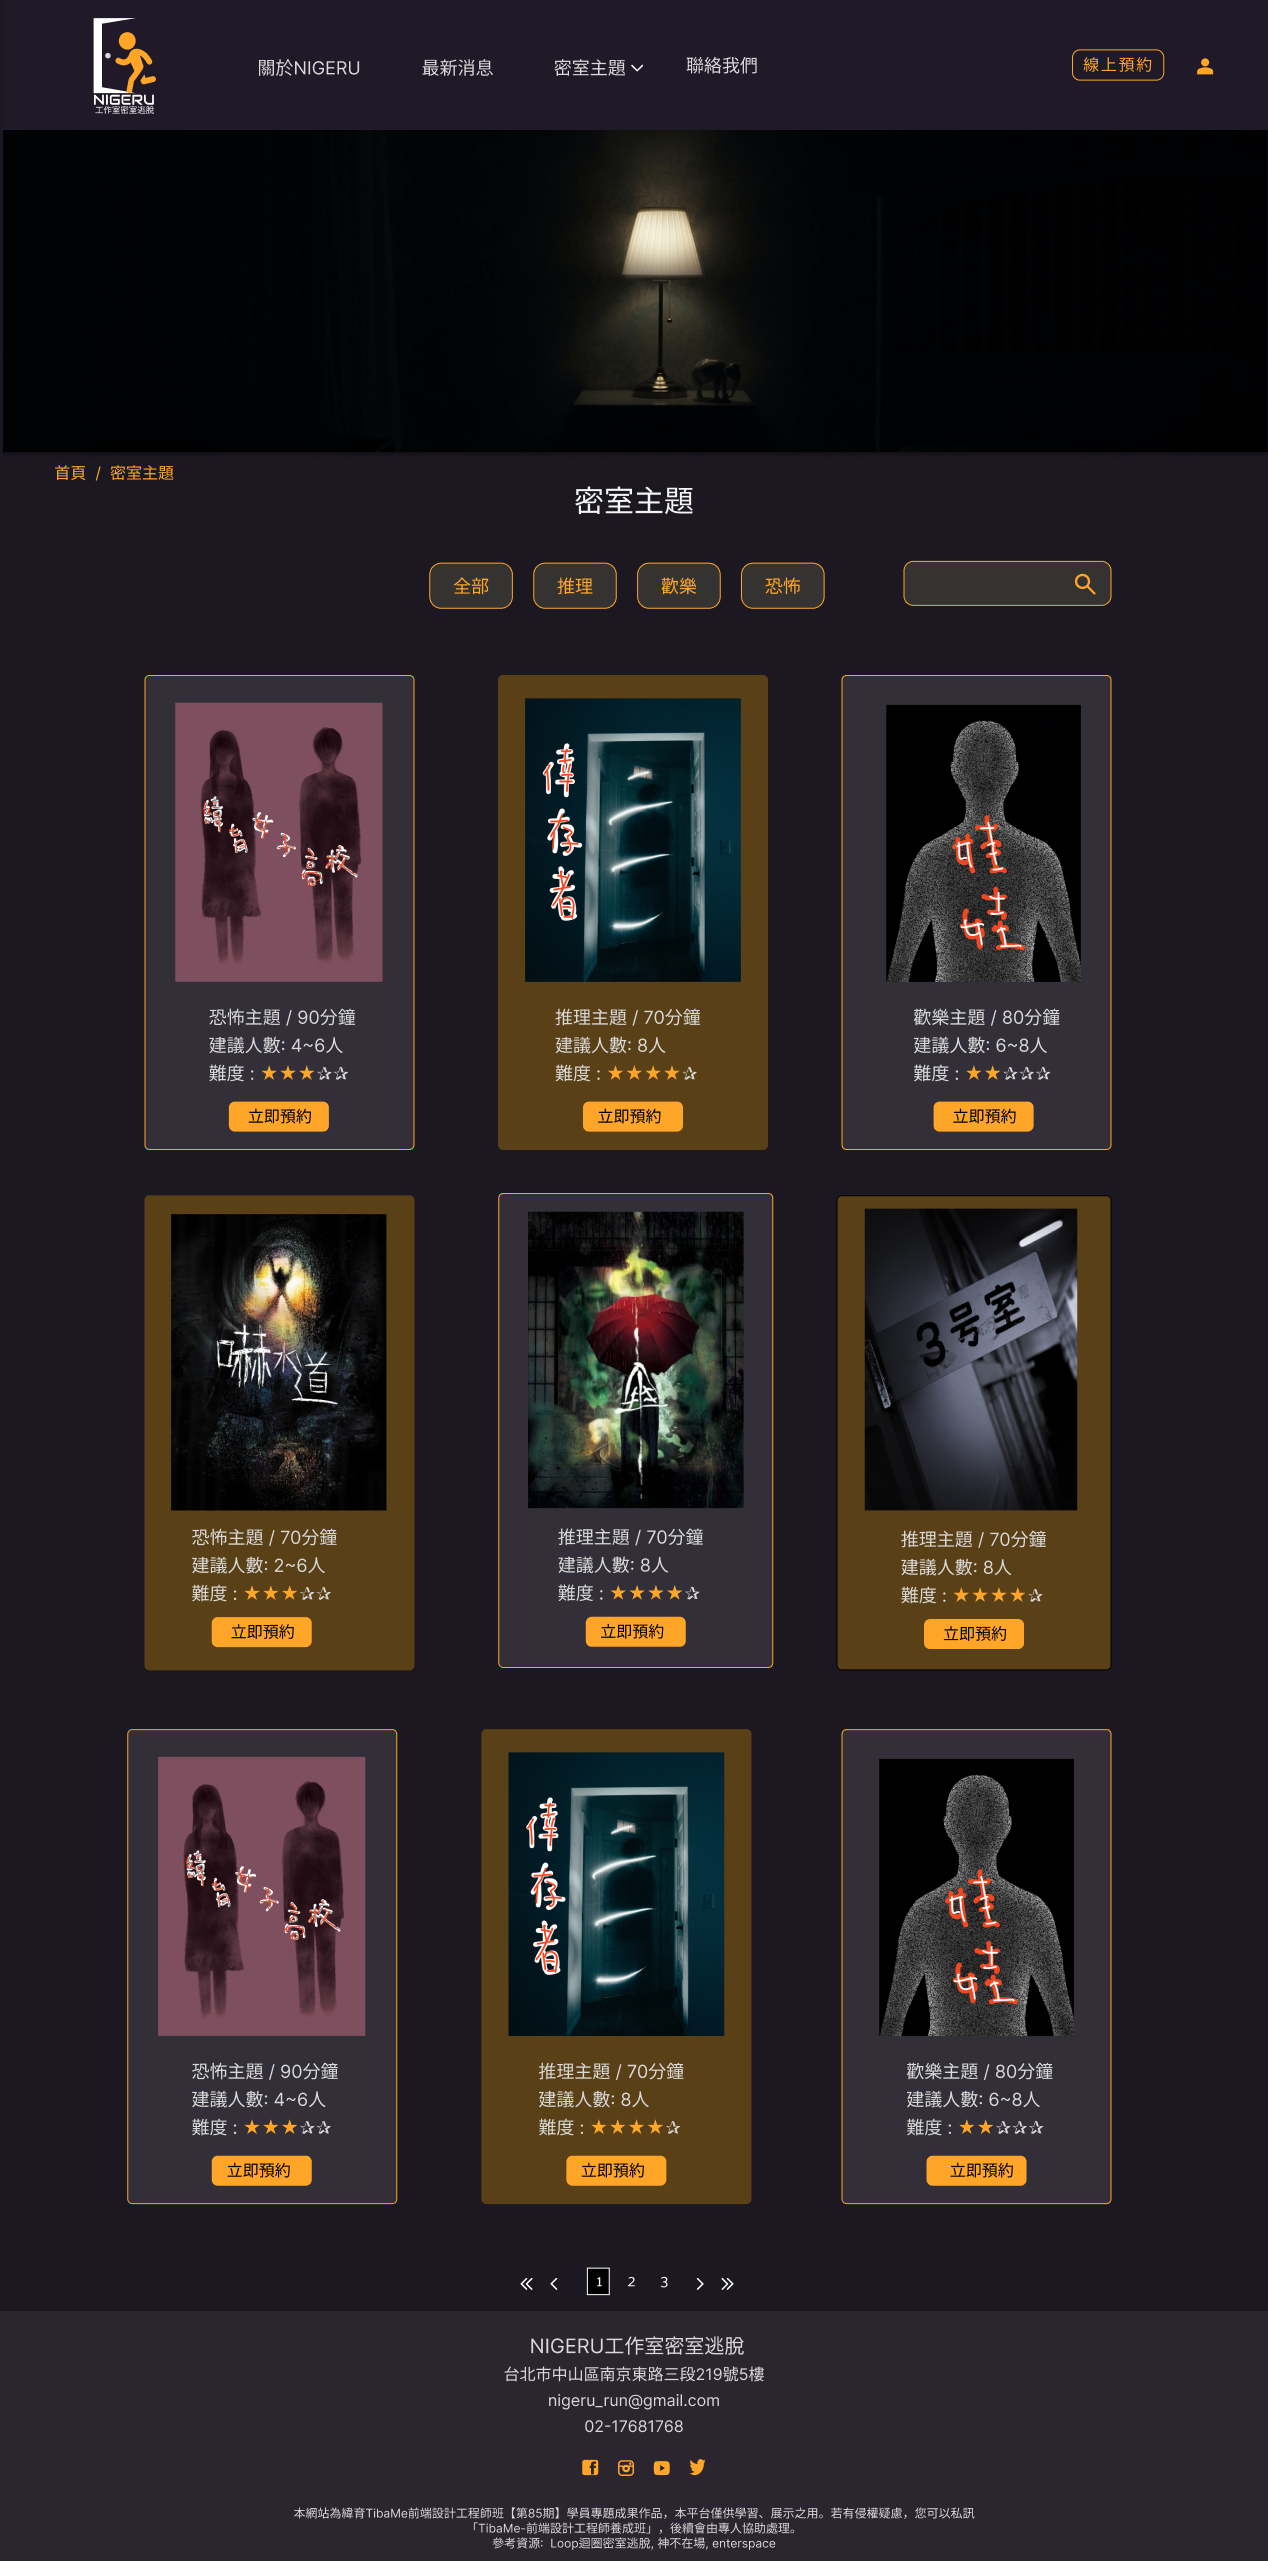 NIGERU
工作室密室逃脫
關於NIGERU
最新消息
密室主題
聯絡我們
線上預約
首頁 / 密室主題
密室主題
全部
推理
歡樂
恐怖
緯育女子高校
倖存者
娃娃
恐怖主題 / 90分鐘
建議人數: 4~6人
難度 : ★★★☆☆
立即預約
推理主題 / 70分鐘
建議人數: 8人
難度 : ★★★★☆
立即預約
歡樂主題 / 80分鐘
建議人數: 6~8人
難度 : ★★☆☆☆
立即預約
嚇水道
3号室
恐怖主題 / 70分鐘
建議人數: 2~6人
難度 : ★★★☆☆
立即預約
推理主題 / 70分鐘
建議人數: 8人
難度 : ★★★★☆
立即預約
推理主題 / 70分鐘
建議人數: 8人
難度 : ★★★★☆
立即預約
緯育女子高校
倖存者
娃娃
恐怖主題 / 90分鐘
建議人數: 4~6人
難度 : ★★★☆☆
立即預約
推理主題 / 70分鐘
建議人數: 8人
難度 : ★★★★☆
立即預約
歡樂主題 / 80分鐘
建議人數: 6~8人
難度 : ★★☆☆☆
立即預約
1 2 3
NIGERU工作室密室逃脫
台北市中山區南京東路三段219號5樓
nigeru_run@gmail.com
02-17681768
本網站為緯育TibaMe前端設計工程師班【第85期】學員專題成果作品，本平台僅供學習、展示之用。若有侵權疑慮，您可以私訊
「TibaMe-前端設計工程師養成班」，後續會由專人協助處理。
參考資源: Loop迴圈密室逃脫, 神不在場, enterspace